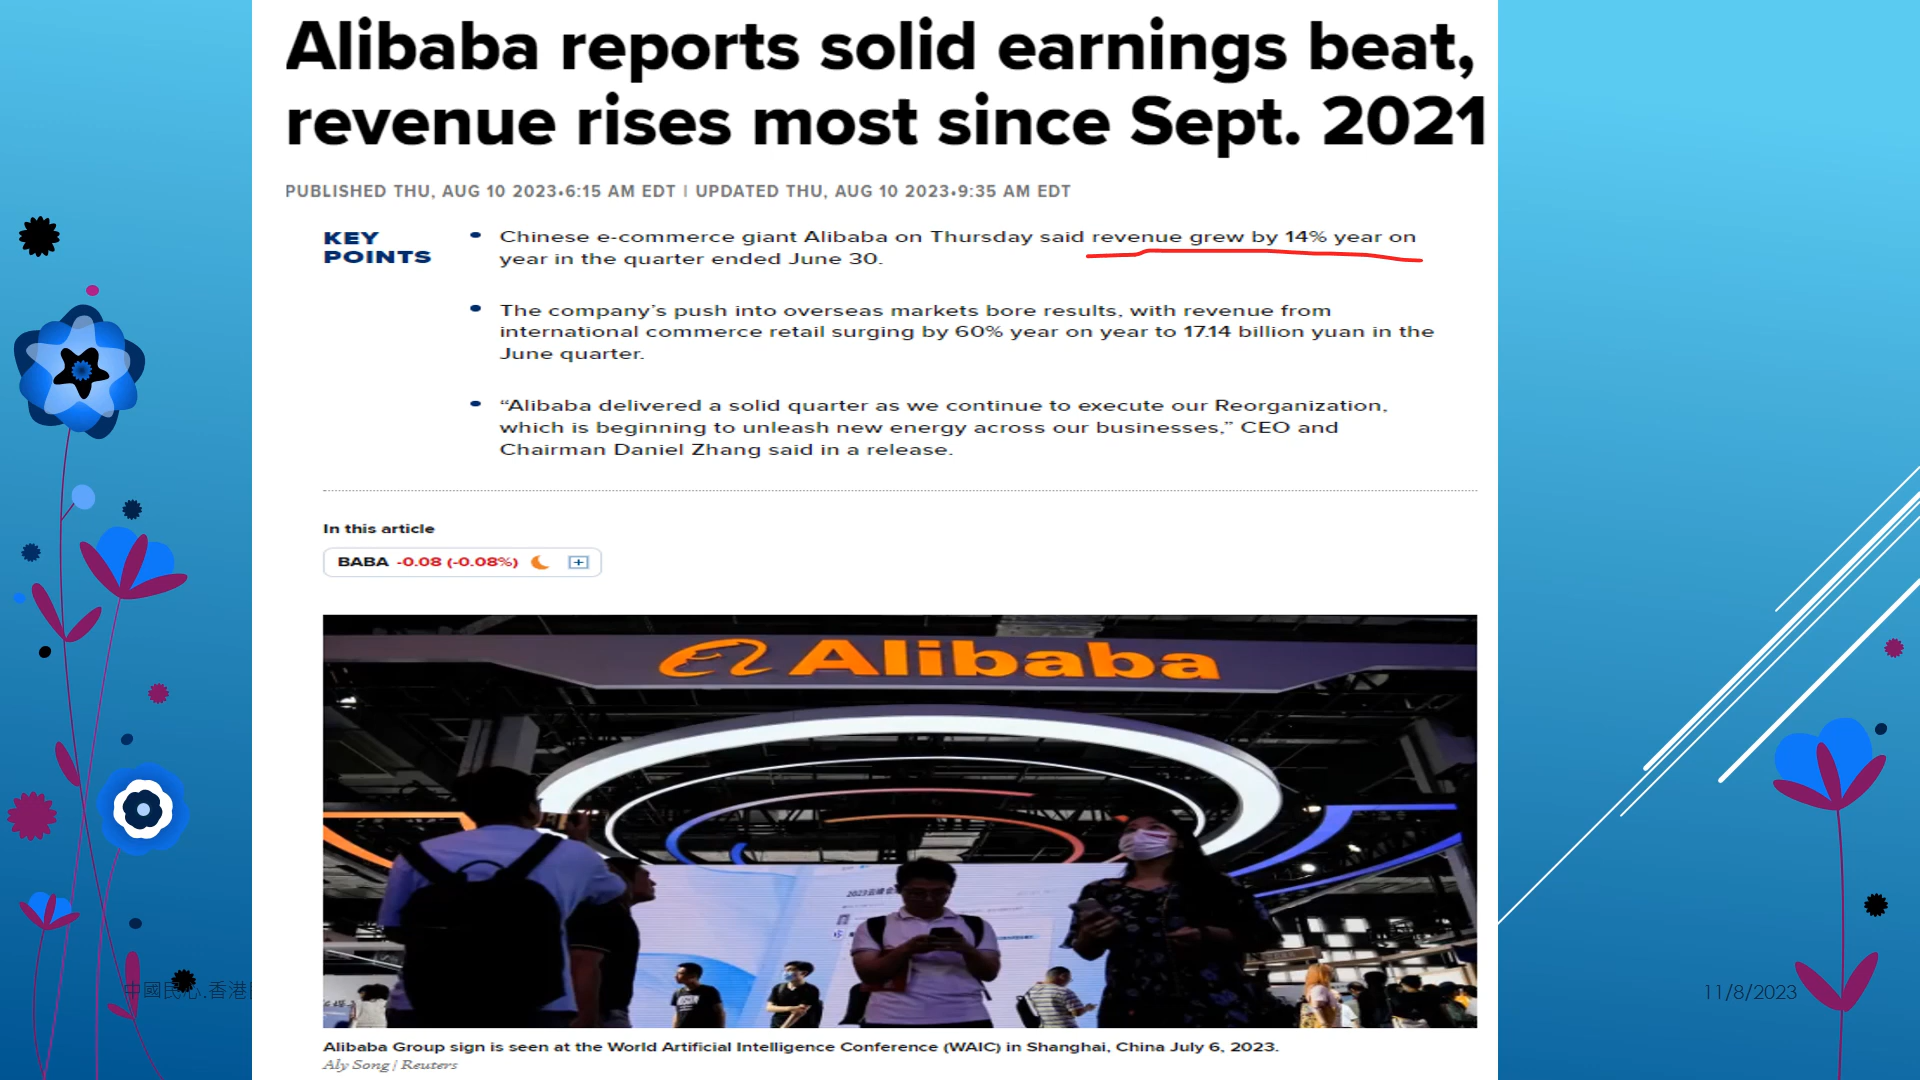 Alibaba reports solid earnings beat,
revenue rises most since Sept. 2021
PUBLISHED THU, AUG 10 2023•6:15 AM EDT | UPDATED THU, AUG 10 2023•9:35 AM EDT
KEY
POINTS
Chinese e-commerce giant Alibaba on Thursday said revenue grew by 14% year on
year in the quarter ended June 30.
The company’s push into overseas markets bore results, with revenue from
international commerce retail surging by 60% year on year to 17.14 billion yuan in the
June quarter.
“Alibaba delivered a solid quarter as we continue to execute our Reorganization,
which is beginning to unleash new energy across our businesses,” CEO and
Chairman Daniel Zhang said in a release.
In this article
BABA -0.08 (-0.08%)
Alibaba
Alibaba Group sign is seen at the World Artificial Intelligence Conference (WAIC) in Shanghai, China July 6, 2023.
Aly Song | Reuters
中國民心.香港
11/8/2023